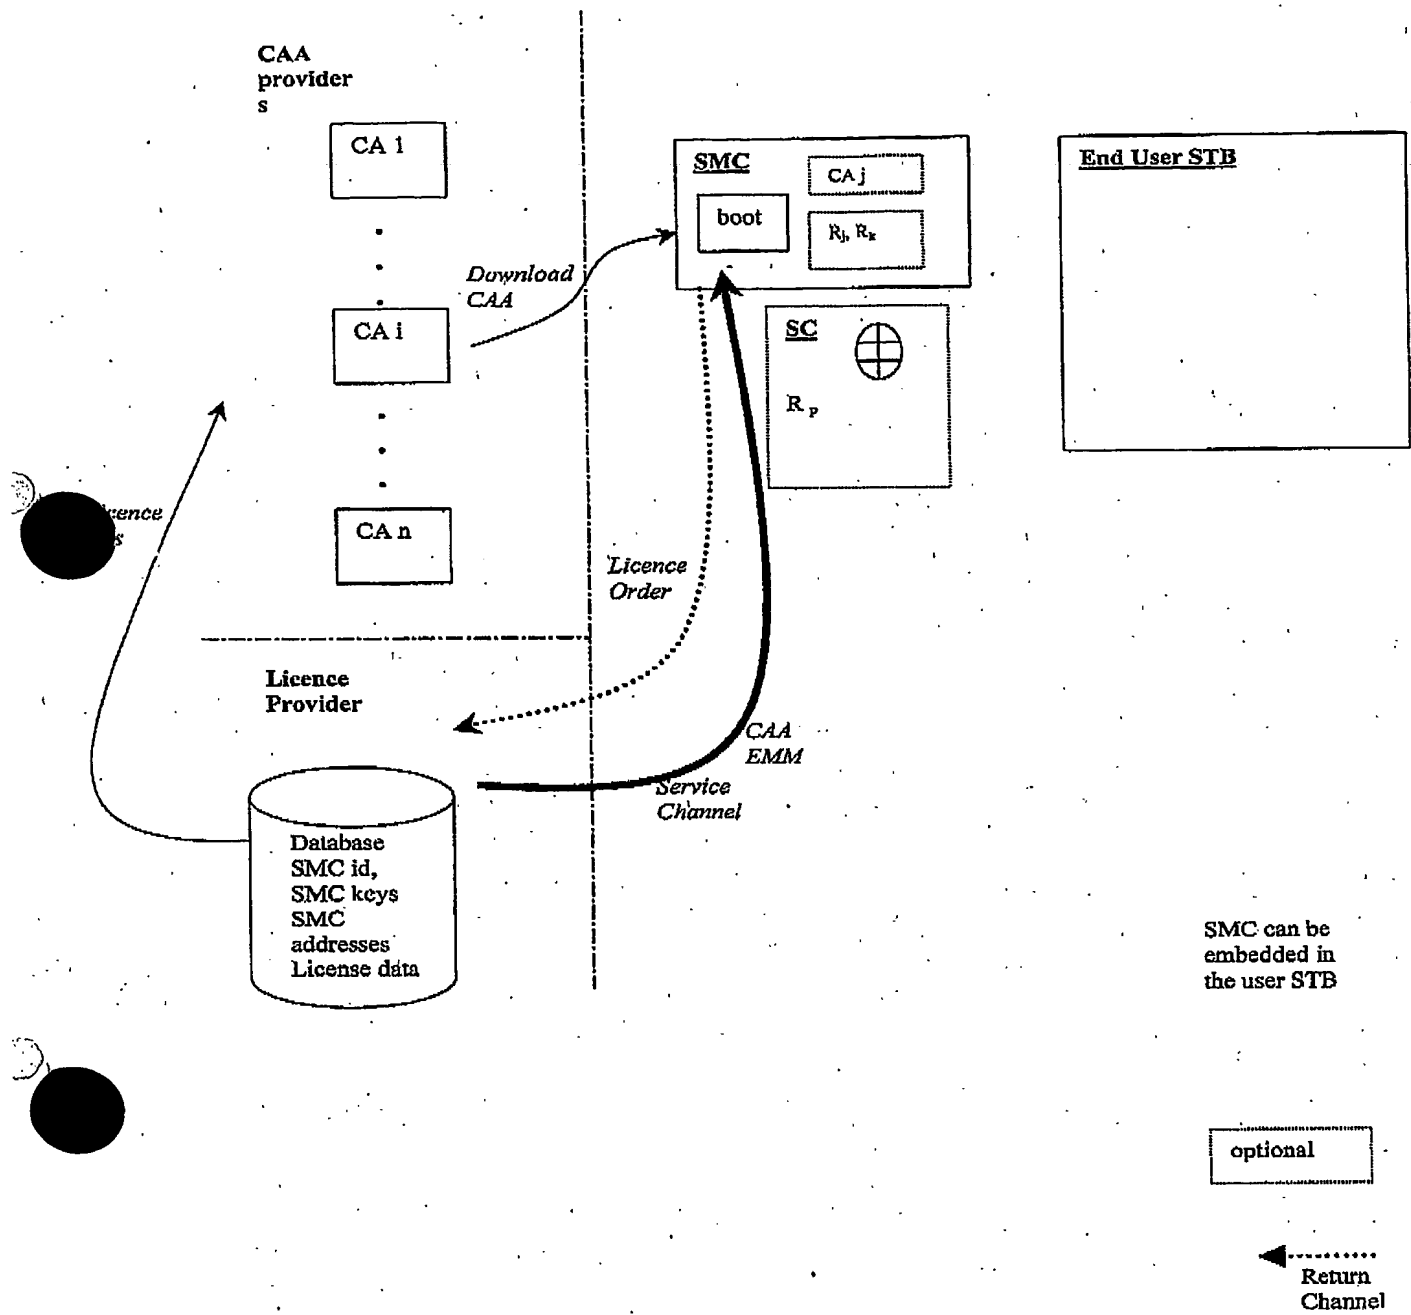 CAA
provider
s
CA 1
CA i
CA n
Download
CAA
SMC
boot
CA j
Rj, Rk
SC
R p
End User STB
Licence
Order
Licence
Provider
CAA
EMM
Service
Channel
Database
SMC id,
SMC keys
SMC
addresses
License data
SMC can be
embedded in
the user STB
optional
Return
Channel